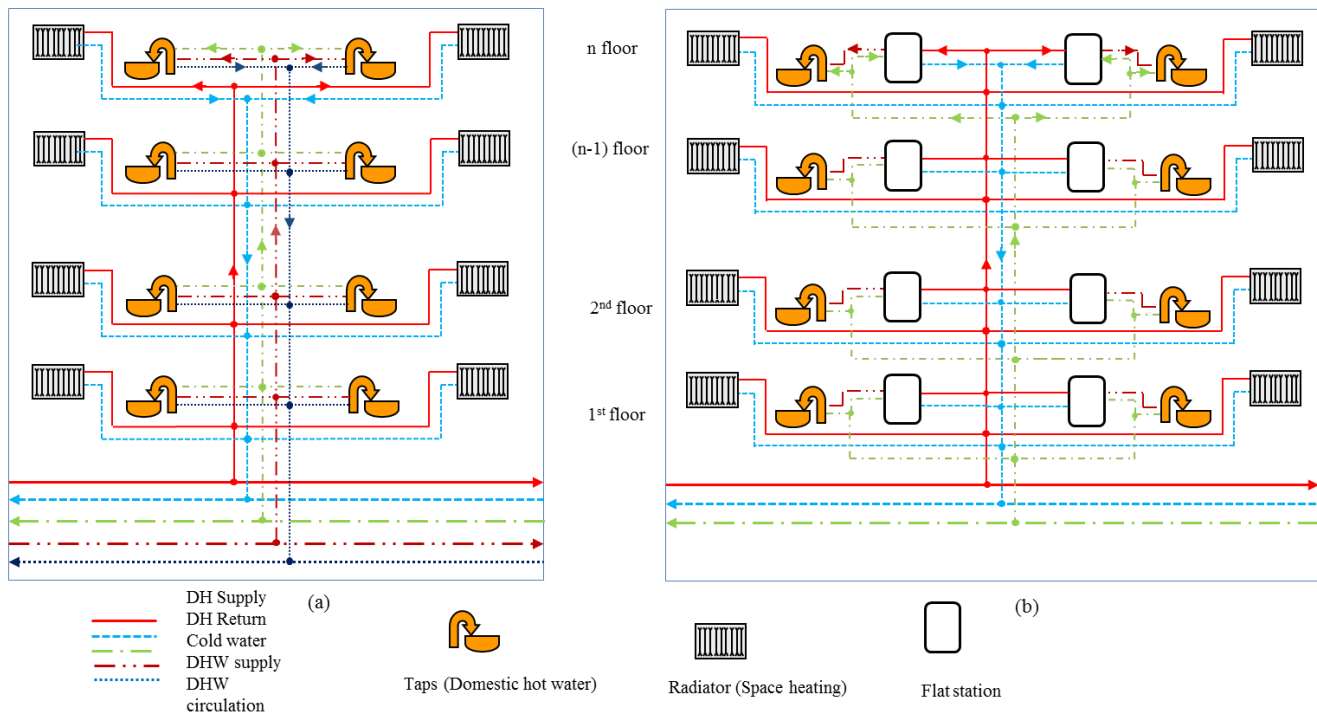 n floor
(n-1) floor
2nd floor
1st floor
(a)
(b)
DH Supply
DH Return
Cold water
DHW supply
DHW
circulation
Taps (Domestic hot water)
Radiator (Space heating)
Flat station